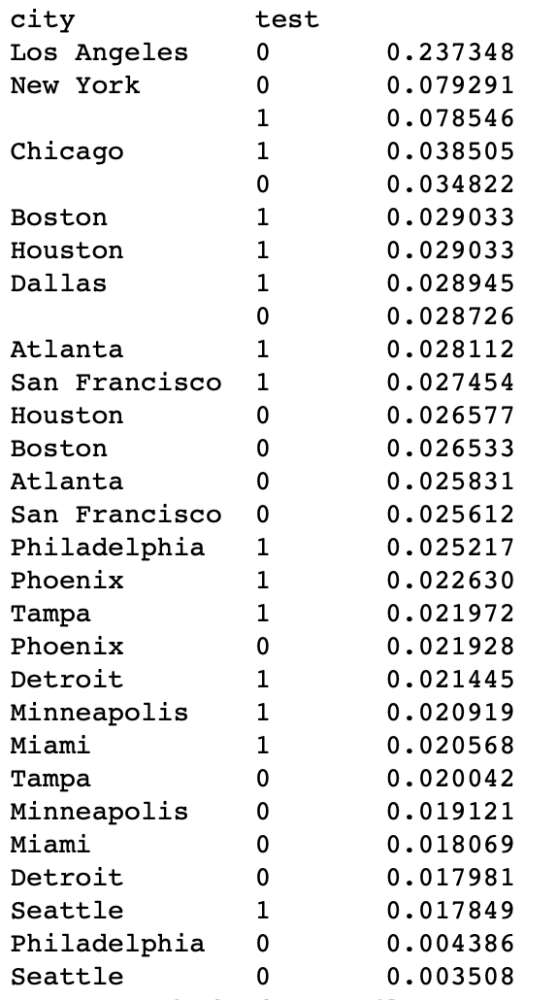 city test
Los Angeles 0 0.237348
New York 0 0.079291
1 0.078546
Chicago 1 0.038505
0 0.034822
Boston 1 0.029033
Houston 1 0.029033
Dallas 1 0.028945
0 0.028726
Atlanta 1 0.028112
San Francisco 1 0.027454
Houston 0 0.026577
Boston 0 0.026533
Atlanta 0 0.025831
San Francisco 0 0.025612
Philadelphia 1 0.025217
Phoenix 1 0.022630
Tampa 1 0.021972
Phoenix 0 0.021928
Detroit 1 0.021445
Minneapolis 1 0.020919
Miami 1 0.020568
Tampa 0 0.020042
Minneapolis 0 0.019121
Miami 0 0.018069
Detroit 0 0.017981
Seattle 1 0.017849
Philadelphia 0 0.004386
Seattle 0 0.003508